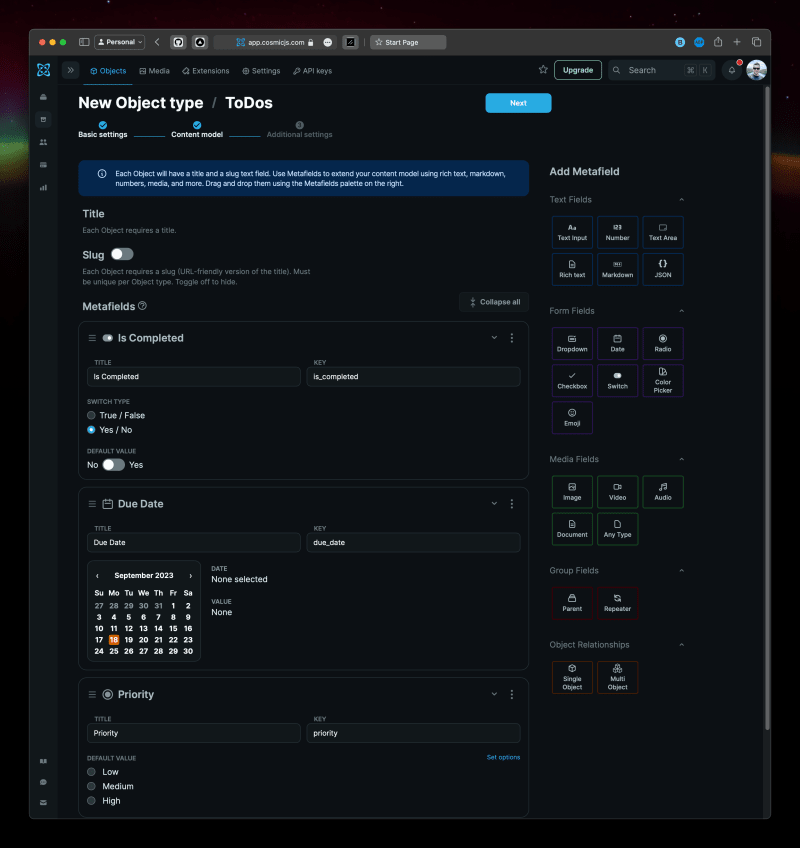 Personal
app.cosmicjs.com
Start Page
Objects
Media
Extensions
Settings
API keys
Upgrade
Search
⌘
K
New Object type / ToDos
Next
3
Basic settings
Content model
Additional settings
Each Object will have a title and a slug text field. Use Metafields to extend your content model using rich text, markdown,
numbers, media, and more. Drag and drop them using the Metafields palette on the right.
Title
Each Object requires a title.
Slug
Each Object requires a slug (URL-friendly version of the title). Must
be unique per Object type. Toggle off to hide.
Metafields
Collapse all
Is Completed
TITLE
KEY
Is Completed
is_completed
SWITCH TYPE
True / False
Yes / No
DEFAULT VALUE
No
Yes
Due Date
TITLE
KEY
Due Date
due_date
September 2023
Su Mo Tu We Th Fr Sa
27 28 29 30 31 1 2
3 4 5 6 7 8 9
10 11 12 13 14 15 16
17 18 19 20 21 22 23
24 25 26 27 28 29 30
DATE
None selected
VALUE
None
Priority
TITLE
KEY
Priority
priority
DEFAULT VALUE
Set options
Low
Medium
High
Add Metafield
Text Fields
Text Input
Number
Text Area
Rich text
Markdown
JSON
Form Fields
Dropdown
Date
Radio
Checkbox
Switch
Color
Picker
Emoji
Media Fields
Image
Video
Audio
Document
Any Type
Group Fields
Parent
Repeater
Object Relationships
Single
Object
Multi
Object